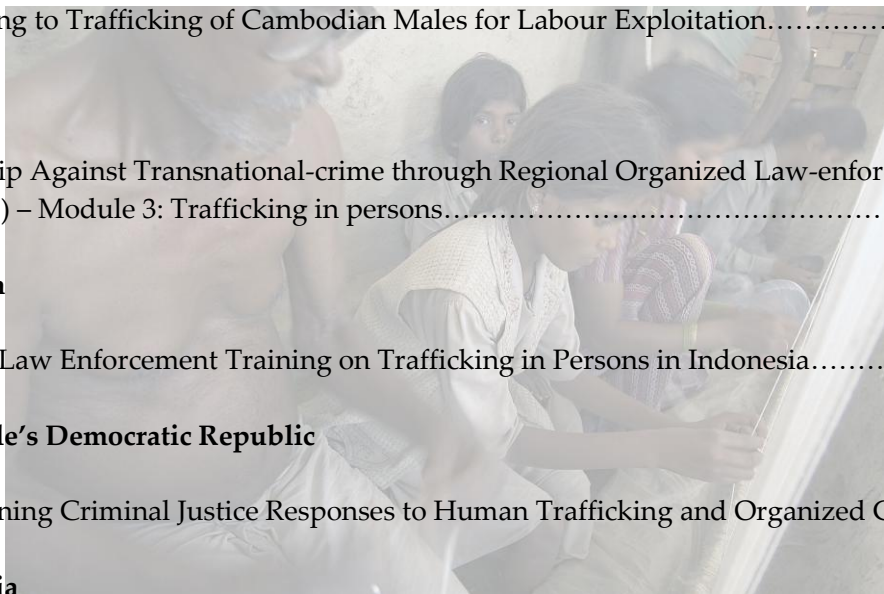 ng to Trafficking of Cambodian Males for Labour Exploitation..............
ip Against Transnational-crime through Regional Organized Law-enfor
) – Module 3: Trafficking in persons……………………………………………
n
Law Enforcement Training on Trafficking in Persons in Indonesia……..
le’s Democratic Republic
ning Criminal Justice Responses to Human Trafficking and Organized C
ia